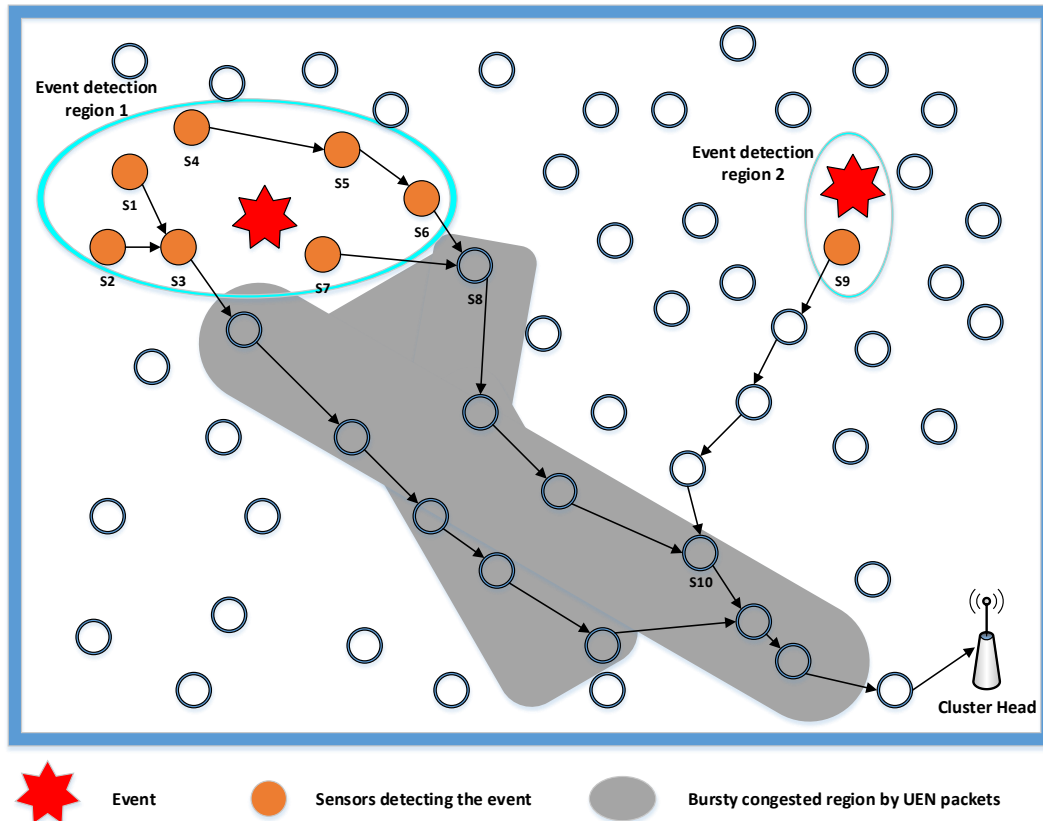 Event detection
region 1
S4
S5
S1
S6
S2
S3
S7
S8
Event detection
region 2
S9
S10
Cluster Head
Event
Sensors detecting the event
Bursty congested region by UEN packets